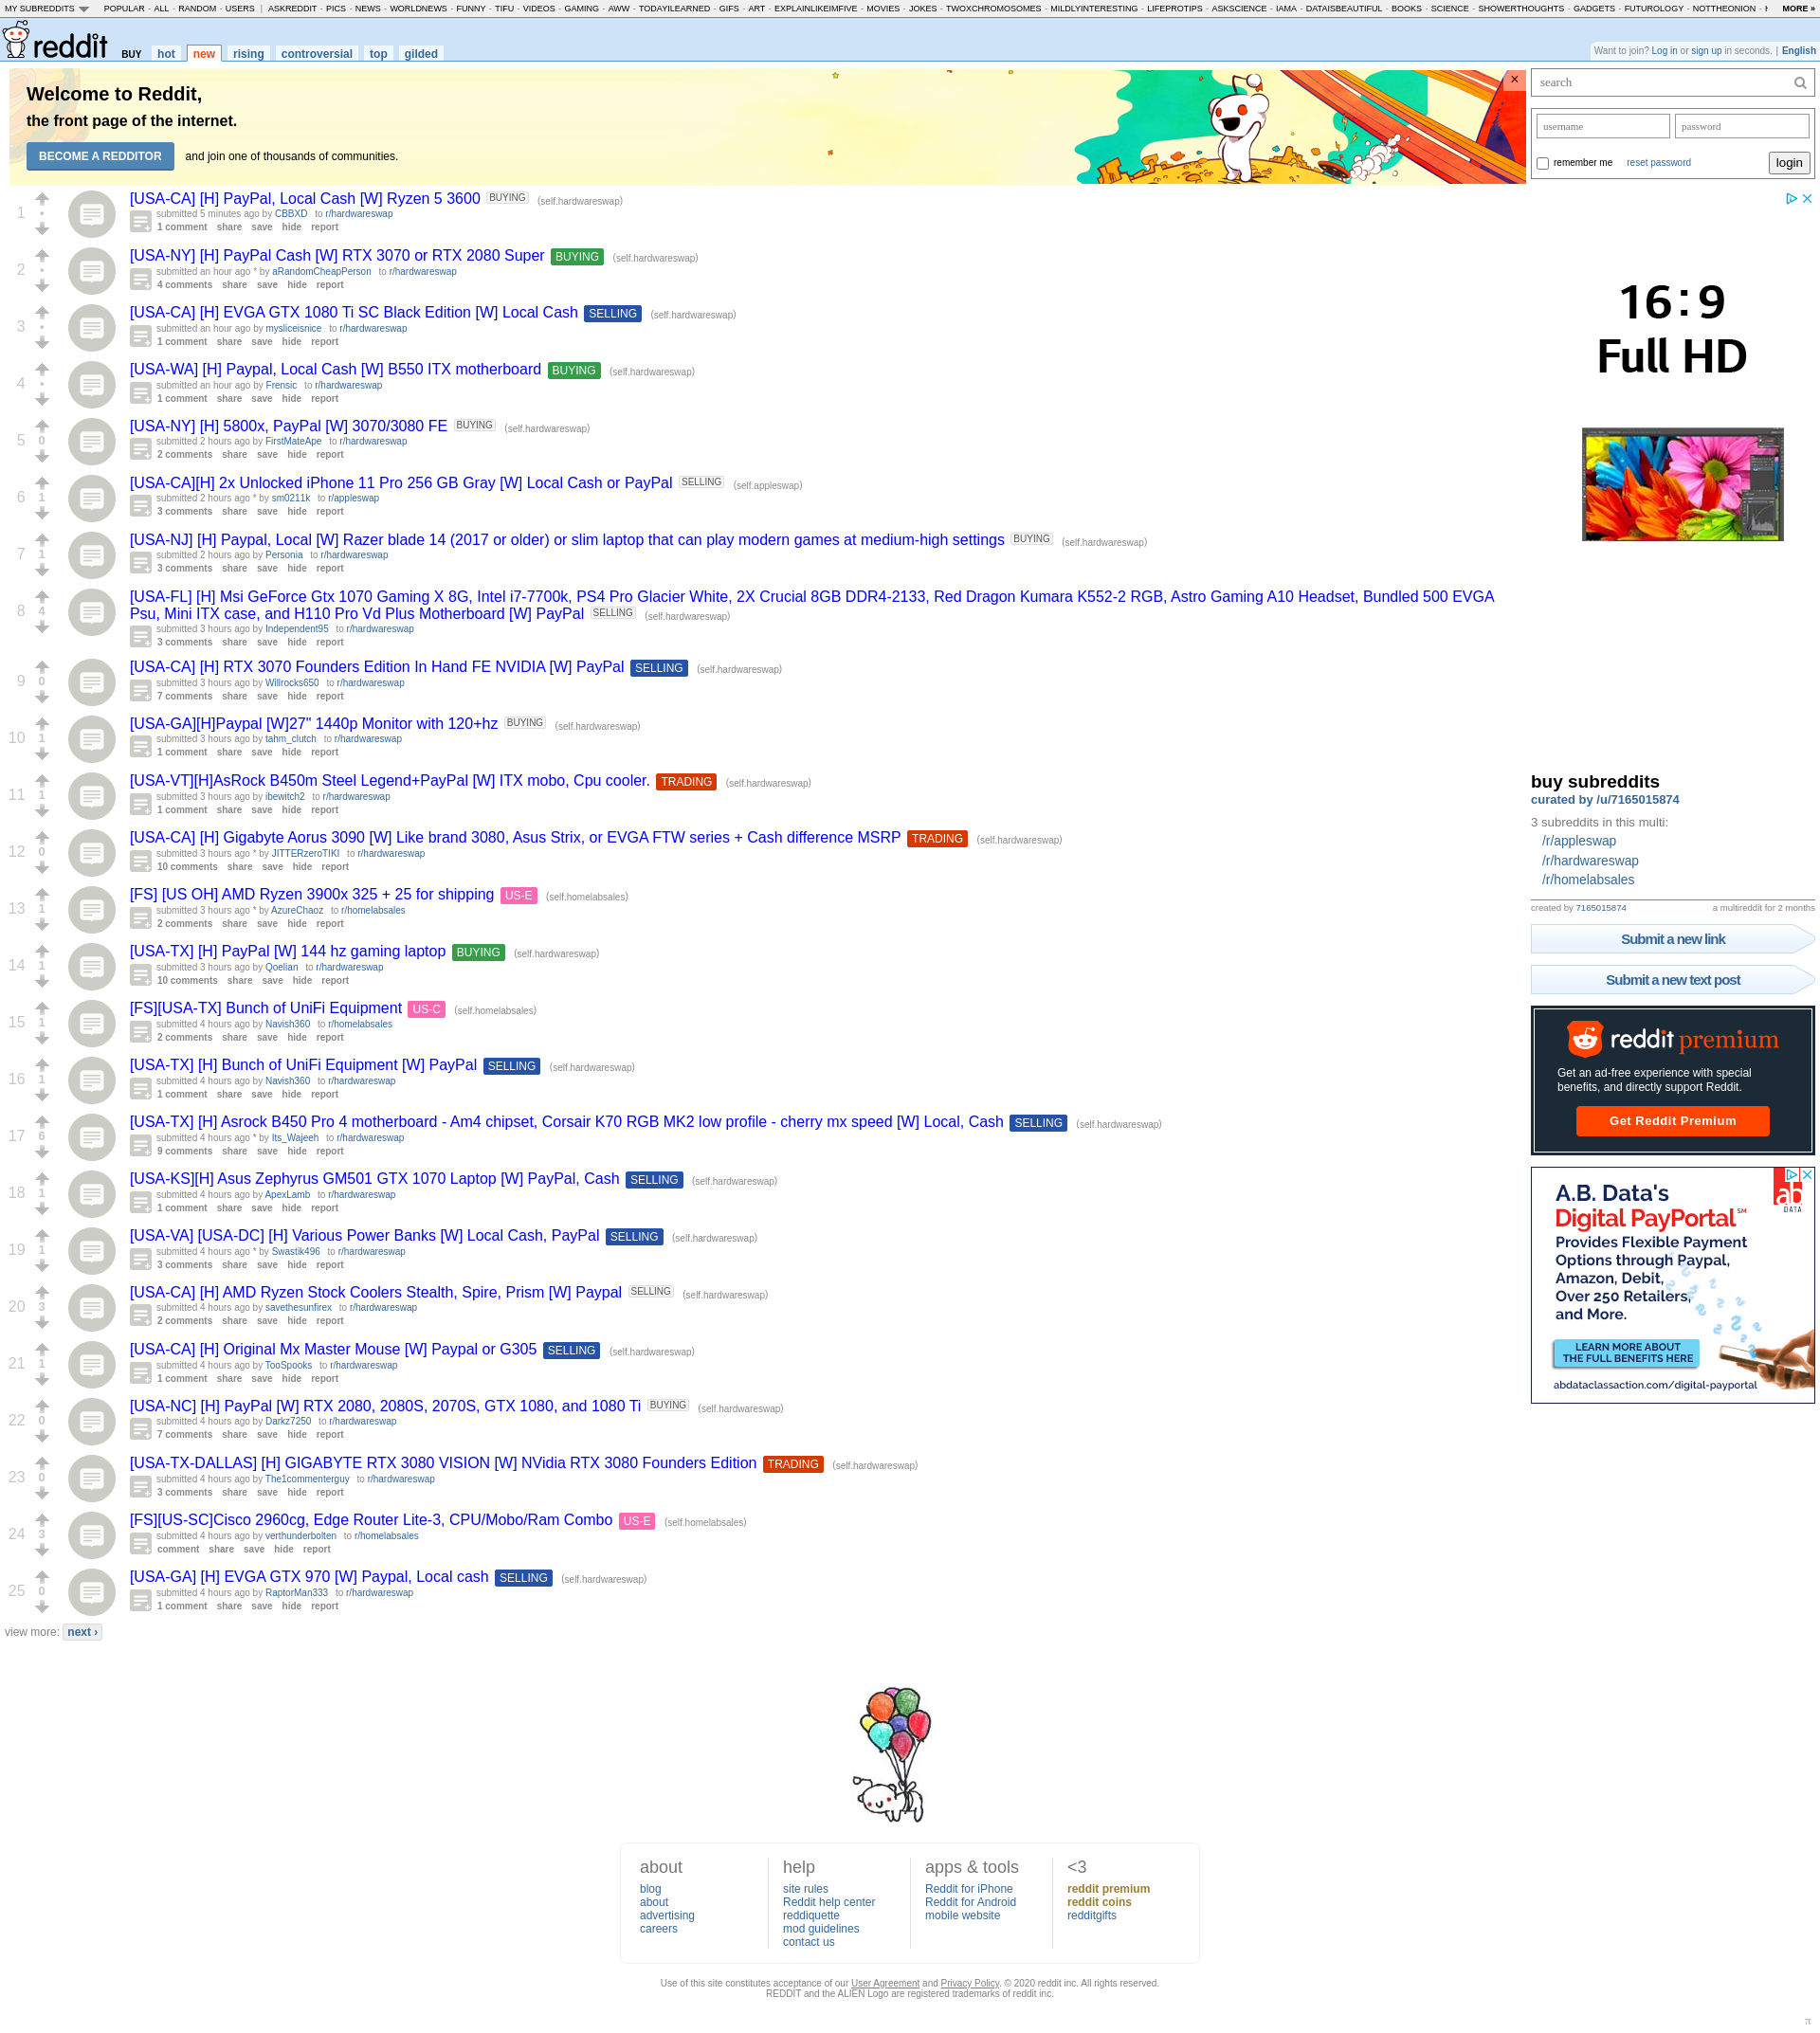 MY SUBREDDITS POPULAR - ALL - RANDOM - USERS | ASKREDDIT - PICS - NEWS - WORLDNEWS - FUNNY - TIFU - VIDEOS - GAMING - AWW - TODAYILEARNED - GIFS - ART - EXPLAINLIKEIMFIVE - MOVIES - JOKES - TWOXCHROMOSOMES - MILDLYINTERESTING - LIFEPROTIPS - ASKSCIENCE - IAMA - DATAISBEAUTIFUL - BOOKS - SCIENCE - SHOWERTHOUGHTS - GADGETS - FUTUROLOGY - NOTTHEONION - MORE »
reddit BUY hot new rising controversial top gilded
Want to join? Log in or sign up in seconds. | English
Welcome to Reddit,
the front page of the internet.
BECOME A REDDITOR and join one of thousands of communities.
×
1
[USA-CA] [H] PayPal, Local Cash [W] Ryzen 5 3600 BUYING (self.hardwareswap)
submitted 5 minutes ago by CBBXD to r/hardwareswap
1 comment share save hide report
2
[USA-NY] [H] PayPal Cash [W] RTX 3070 or RTX 2080 Super BUYING (self.hardwareswap)
submitted an hour ago * by aRandomCheapPerson to r/hardwareswap
4 comments share save hide report
3
[USA-CA] [H] EVGA GTX 1080 Ti SC Black Edition [W] Local Cash SELLING (self.hardwareswap)
submitted an hour ago by mysliceisnice to r/hardwareswap
1 comment share save hide report
4
[USA-WA] [H] Paypal, Local Cash [W] B550 ITX motherboard BUYING (self.hardwareswap)
submitted an hour ago by Frensic to r/hardwareswap
1 comment share save hide report
5 0
[USA-NY] [H] 5800x, PayPal [W] 3070/3080 FE BUYING (self.hardwareswap)
submitted 2 hours ago by FirstMateApe to r/hardwareswap
2 comments share save hide report
6 1
[USA-CA][H] 2x Unlocked iPhone 11 Pro 256 GB Gray [W] Local Cash or PayPal SELLING (self.appleswap)
submitted 2 hours ago * by sm0211k to r/appleswap
3 comments share save hide report
7 1
[USA-NJ] [H] Paypal, Local [W] Razer blade 14 (2017 or older) or slim laptop that can play modern games at medium-high settings BUYING (self.hardwareswap)
submitted 2 hours ago by Personia to r/hardwareswap
3 comments share save hide report
8 4
[USA-FL] [H] Msi GeForce Gtx 1070 Gaming X 8G, Intel i7-7700k, PS4 Pro Glacier White, 2X Crucial 8GB DDR4-2133, Red Dragon Kumara K552-2 RGB, Astro Gaming A10 Headset, Bundled 500 EVGA
Psu, Mini ITX case, and H110 Pro Vd Plus Motherboard [W] PayPal SELLING (self.hardwareswap)
submitted 3 hours ago by Independent95 to r/hardwareswap
3 comments share save hide report
9 0
[USA-CA] [H] RTX 3070 Founders Edition In Hand FE NVIDIA [W] PayPal SELLING (self.hardwareswap)
submitted 3 hours ago by Willrocks650 to r/hardwareswap
7 comments share save hide report
10 1
[USA-GA][H]Paypal [W]27" 1440p Monitor with 120+hz BUYING (self.hardwareswap)
submitted 3 hours ago by tahm_clutch to r/hardwareswap
1 comment share save hide report
11 1
[USA-VT][H]AsRock B450m Steel Legend+PayPal [W] ITX mobo, Cpu cooler. TRADING (self.hardwareswap)
submitted 3 hours ago by ibewitch2 to r/hardwareswap
1 comment share save hide report
12 0
[USA-CA] [H] Gigabyte Aorus 3090 [W] Like brand 3080, Asus Strix, or EVGA FTW series + Cash difference MSRP TRADING (self.hardwareswap)
submitted 3 hours ago * by JITTERzeroTIKI to r/hardwareswap
10 comments share save hide report
13 1
[FS] [US OH] AMD Ryzen 3900x 325 + 25 for shipping US-E (self.homelabsales)
submitted 3 hours ago * by AzureChaoz to r/homelabsales
2 comments share save hide report
14 1
[USA-TX] [H] PayPal [W] 144 hz gaming laptop BUYING (self.hardwareswap)
submitted 3 hours ago by Qoelian to r/hardwareswap
10 comments share save hide report
15 1
[FS][USA-TX] Bunch of UniFi Equipment US-C (self.homelabsales)
submitted 4 hours ago by Navish360 to r/homelabsales
2 comments share save hide report
16 1
[USA-TX] [H] Bunch of UniFi Equipment [W] PayPal SELLING (self.hardwareswap)
submitted 4 hours ago by Navish360 to r/hardwareswap
1 comment share save hide report
17 6
[USA-TX] [H] Asrock B450 Pro 4 motherboard - Am4 chipset, Corsair K70 RGB MK2 low profile - cherry mx speed [W] Local, Cash SELLING (self.hardwareswap)
submitted 4 hours ago * by Its_Wajeeh to r/hardwareswap
9 comments share save hide report
18 1
[USA-KS][H] Asus Zephyrus GM501 GTX 1070 Laptop [W] PayPal, Cash SELLING (self.hardwareswap)
submitted 4 hours ago by ApexLamb to r/hardwareswap
1 comment share save hide report
19 1
[USA-VA] [USA-DC] [H] Various Power Banks [W] Local Cash, PayPal SELLING (self.hardwareswap)
submitted 4 hours ago * by Swastik496 to r/hardwareswap
3 comments share save hide report
20 3
[USA-CA] [H] AMD Ryzen Stock Coolers Stealth, Spire, Prism [W] Paypal SELLING (self.hardwareswap)
submitted 4 hours ago by savethesunfirex to r/hardwareswap
2 comments share save hide report
21 1
[USA-CA] [H] Original Mx Master Mouse [W] Paypal or G305 SELLING (self.hardwareswap)
submitted 4 hours ago by TooSpooks to r/hardwareswap
1 comment share save hide report
22 0
[USA-NC] [H] PayPal [W] RTX 2080, 2080S, 2070S, GTX 1080, and 1080 Ti BUYING (self.hardwareswap)
submitted 4 hours ago by Darkz7250 to r/hardwareswap
7 comments share save hide report
23 0
[USA-TX-DALLAS] [H] GIGABYTE RTX 3080 VISION [W] NVidia RTX 3080 Founders Edition TRADING (self.hardwareswap)
submitted 4 hours ago by The1commenterguy to r/hardwareswap
3 comments share save hide report
24 3
[FS][US-SC]Cisco 2960cg, Edge Router Lite-3, CPU/Mobo/Ram Combo US-E (self.homelabsales)
submitted 4 hours ago by verthunderbolten to r/homelabsales
comment share save hide report
25 0
[USA-GA] [H] EVGA GTX 970 [W] Paypal, Local cash SELLING (self.hardwareswap)
submitted 4 hours ago by RaptorMan333 to r/hardwareswap
1 comment share save hide report
view more: next ›
search
username password
remember me reset password login
16:9
Full HD
buy subreddits
curated by /u/7165015874
3 subreddits in this multi:
/r/appleswap
/r/hardwareswap
/r/homelabsales
created by 7165015874 a multireddit for 2 months
Submit a new link
Submit a new text post
reddit premium
Get an ad-free experience with special
benefits, and directly support Reddit.
Get Reddit Premium
A.B. Data's
Digital PayPortal℠
ab
DATA
Provides Flexible Payment
Options through Paypal,
Amazon, Debit,
Over 250 Retailers,
and More.
LEARN MORE ABOUT
THE FULL BENEFITS HERE
abdataclassaction.com/digital-payportal
about
blog
about
advertising
careers
help
site rules
Reddit help center
reddiquette
mod guidelines
contact us
apps & tools
Reddit for iPhone
Reddit for Android
mobile website
<3
reddit premium
reddit coins
redditgifts
Use of this site constitutes acceptance of our User Agreement and Privacy Policy. © 2020 reddit inc. All rights reserved.
REDDIT and the ALIEN Logo are registered trademarks of reddit inc.
π